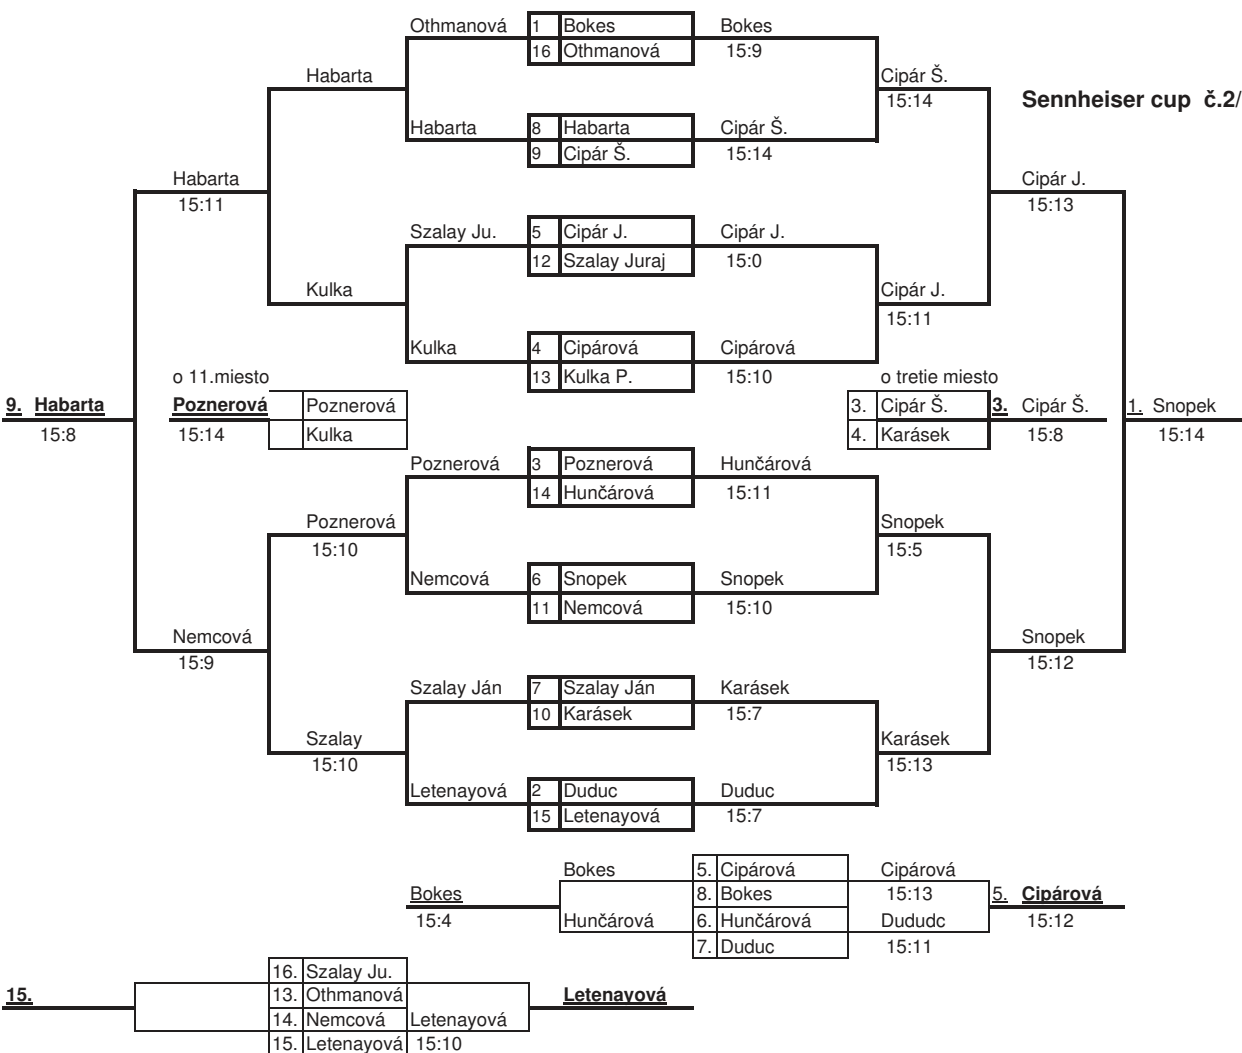 Othmanová 1 Bokes Bokes
16 Othmanová 15:9
Habarta Cipár Š.
15:14 Sennheiser cup č.2/
Habarta 8 Habarta Cipár Š.
9 Cipár Š. 15:14
Habarta Cipár J.
15:11 15:13
Szalay Ju. 5 Cipár J. Cipár J.
12 Szalay Juraj 15:0
Kulka Cipár J.
15:11
Kulka 4 Cipárová Cipárová
13 Kulka P. 15:10
o 11.miesto o tretie miesto
9. Habarta Poznerová Poznerová 3. Cipár Š. 3. Cipár Š. 1. Snopek
15:8 15:14 Kulka 4. Karásek 15:8 15:14
Poznerová 3 Poznerová Hunčárová
14 Hunčárová 15:11
Poznerová Snopek
15:10 15:5
Nemcová 6 Snopek Snopek
11 Nemcová 15:10
Nemcová Snopek
15:9 15:12
Szalay Ján 7 Szalay Ján Karásek
10 Karásek 15:7
Szalay Karásek
15:10 15:13
Letenayová 2 Duduc Duduc
15 Letenayová 15:7
Bokes 5. Cipárová Cipárová
Bokes 8. Bokes 15:13 5. Cipárová
15:4 Hunčárová 6. Hunčárová Dududc 15:12
7. Duduc 15:11
16. Szalay Ju.
15. 13. Othmanová Letenayová
14. Nemcová Letenayová
15. Letenayová 15:10